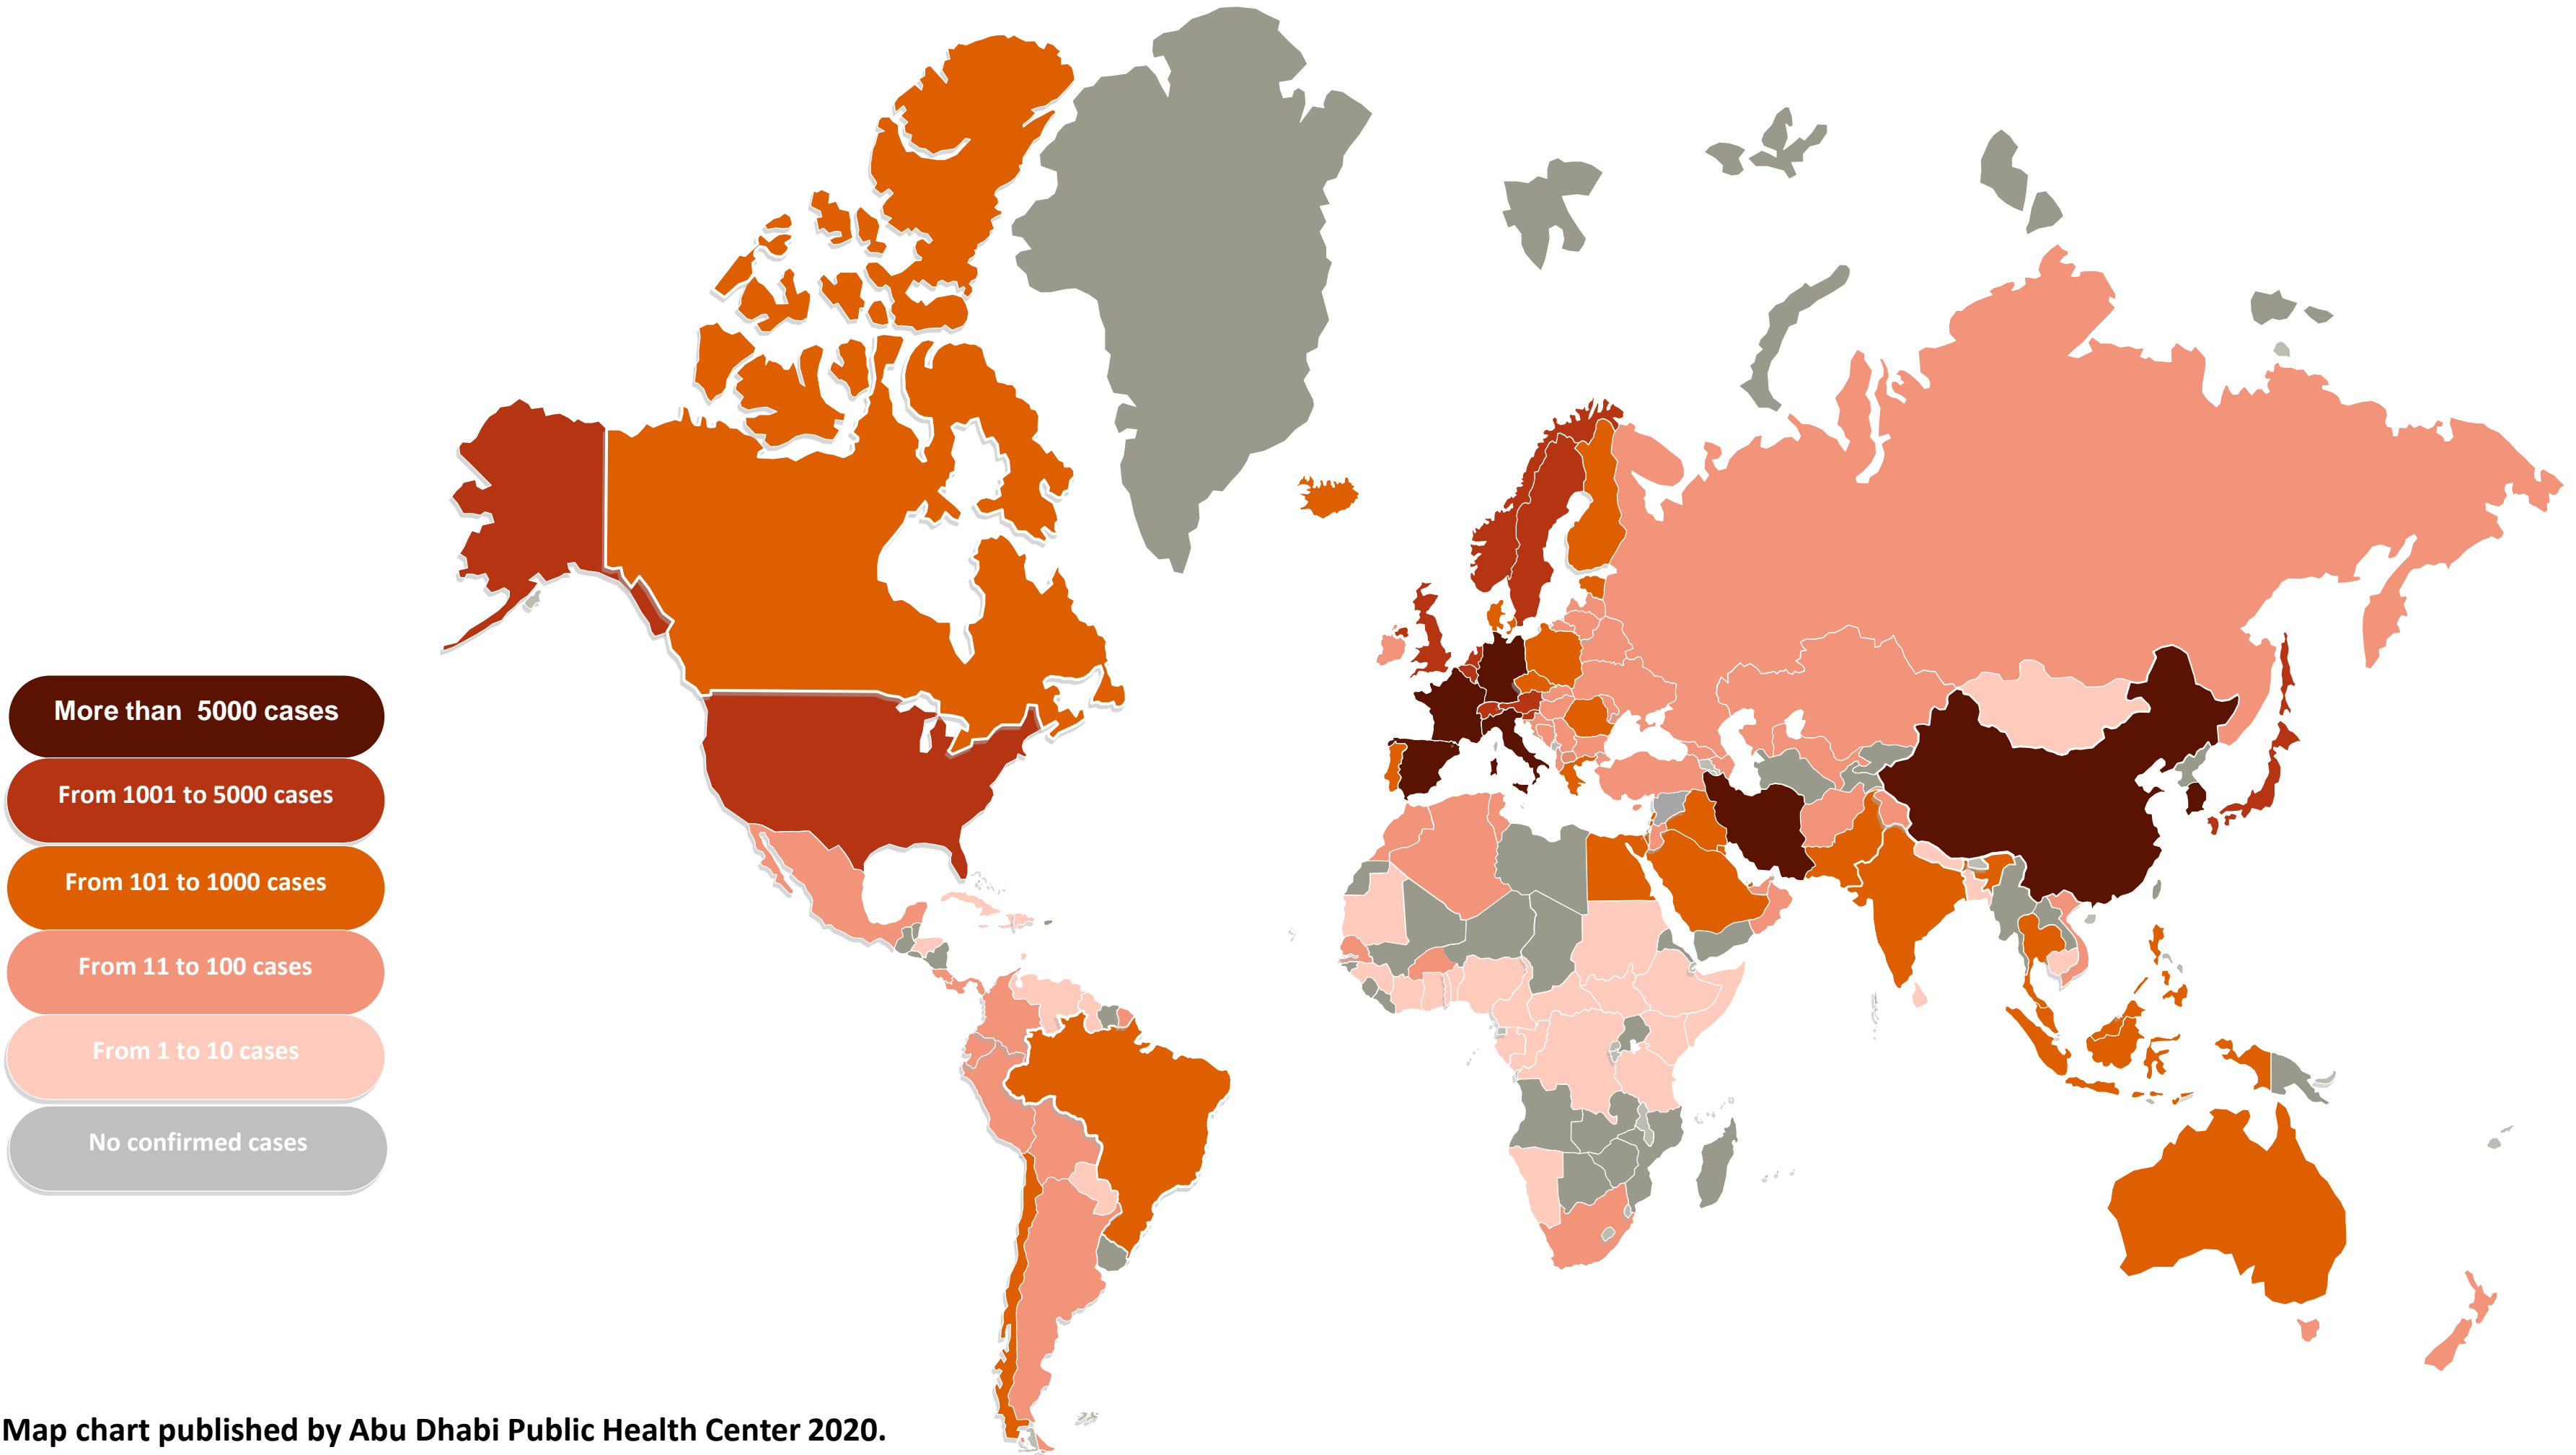 More than  5000 cases
From 1001 to 5000 cases
From 101 to 1000 cases
From 11 to 100 cases
From 1 to 10 cases
No confirmed cases
Map chart published by Abu Dhabi Public Health Center 2020.